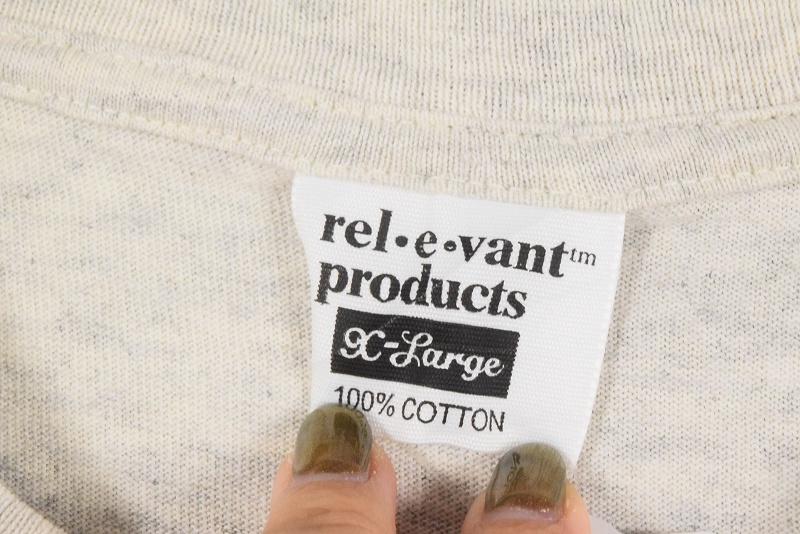 rel•e•vant™
products
X-Large
100% COTTON